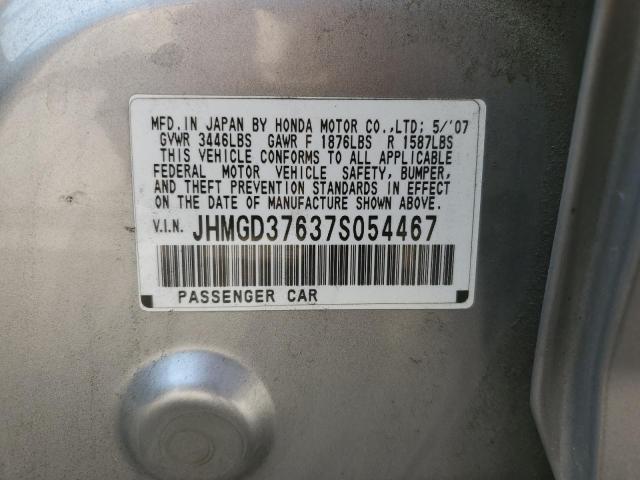 MFD.IN JAPAN BY HONDA MOTOR CO.,LTD; 5/'07
GVWR 3446LBS GAWR F 1876LBS R 1587LBS
THIS VEHICLE CONFORMS TO ALL APPLICABLE
FEDERAL MOTOR VEHICLE SAFETY, BUMPER,
AND THEFT PREVENTION STANDARDS IN EFFECT
ON THE DATE OF MANUFACTURE SHOWN ABOVE.
V.I.N. JHMGD37637S054467
PASSENGER CAR